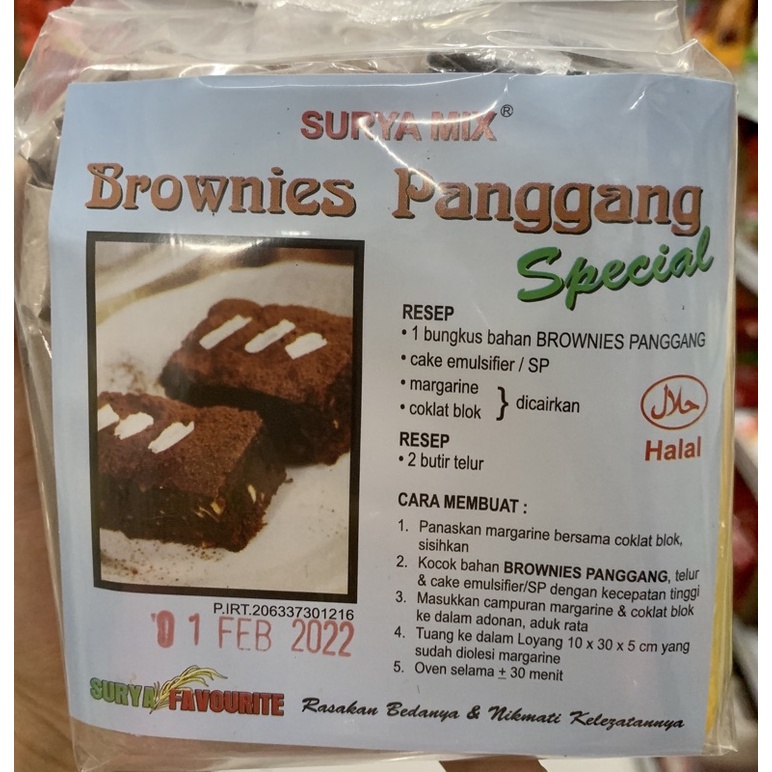 SURYA MIX®
Brownies Panggang
Special
RESEP
• 1 bungkus bahan BROWNIES PANGGANG
• cake emulsifier / SP
• margarine
• coklat blok } dicairkan
حلال
Halal
RESEP
• 2 butir telur
CARA MEMBUAT :
1. Panaskan margarine bersama coklat blok,
sisihkan
2. Kocok bahan BROWNIES PANGGANG, telur
& cake emulsifier/SP dengan kecepatan tinggi
3. Masukkan campuran margarine & coklat blok
ke dalam adonan, aduk rata
4. Tuang ke dalam Loyang 10 x 30 x 5 cm yang
sudah diolesi margarine
5. Oven selama ± 30 menit
P.IRT.206337301216
01 FEB 2022
SURYA FAVOURITE
Rasakan Bedanya & Nikmati Kelezatannya